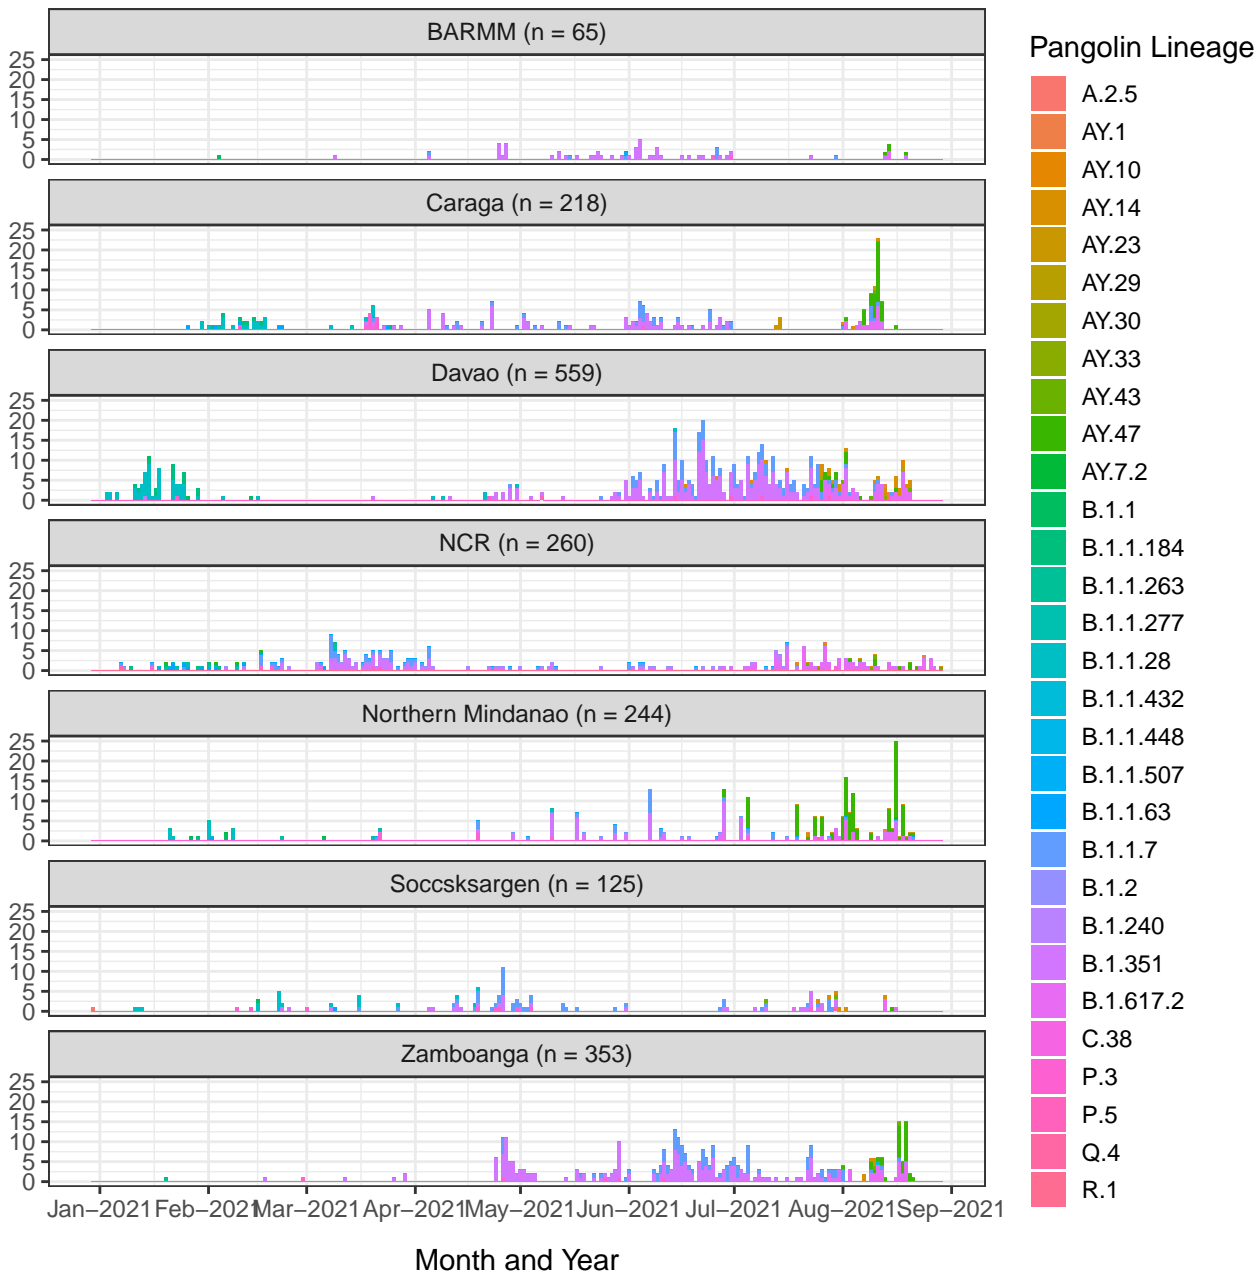 BARMM (n = 65)
25
20
15
10
5
0
Caraga (n = 218)
25
20
15
10
5
0
Davao (n = 559)
25
20
15
10
5
0
NCR (n = 260)
25
20
15
10
5
0
Northern Mindanao (n = 244)
25
20
15
10
5
0
Soccsksargen (n = 125)
25
20
15
10
5
0
Zamboanga (n = 353)
25
20
15
10
5
0
Jan–2021 Feb–2021 Mar–2021 Apr–2021 May–2021 Jun–2021 Jul–2021 Aug–2021 Sep–2021
Month and Year
Pangolin Lineage
A.2.5
AY.1
AY.10
AY.14
AY.23
AY.29
AY.30
AY.33
AY.43
AY.47
AY.7.2
B.1.1
B.1.1.184
B.1.1.263
B.1.1.277
B.1.1.28
B.1.1.432
B.1.1.448
B.1.1.507
B.1.1.63
B.1.1.7
B.1.2
B.1.240
B.1.351
B.1.617.2
C.38
P.3
P.5
Q.4
R.1